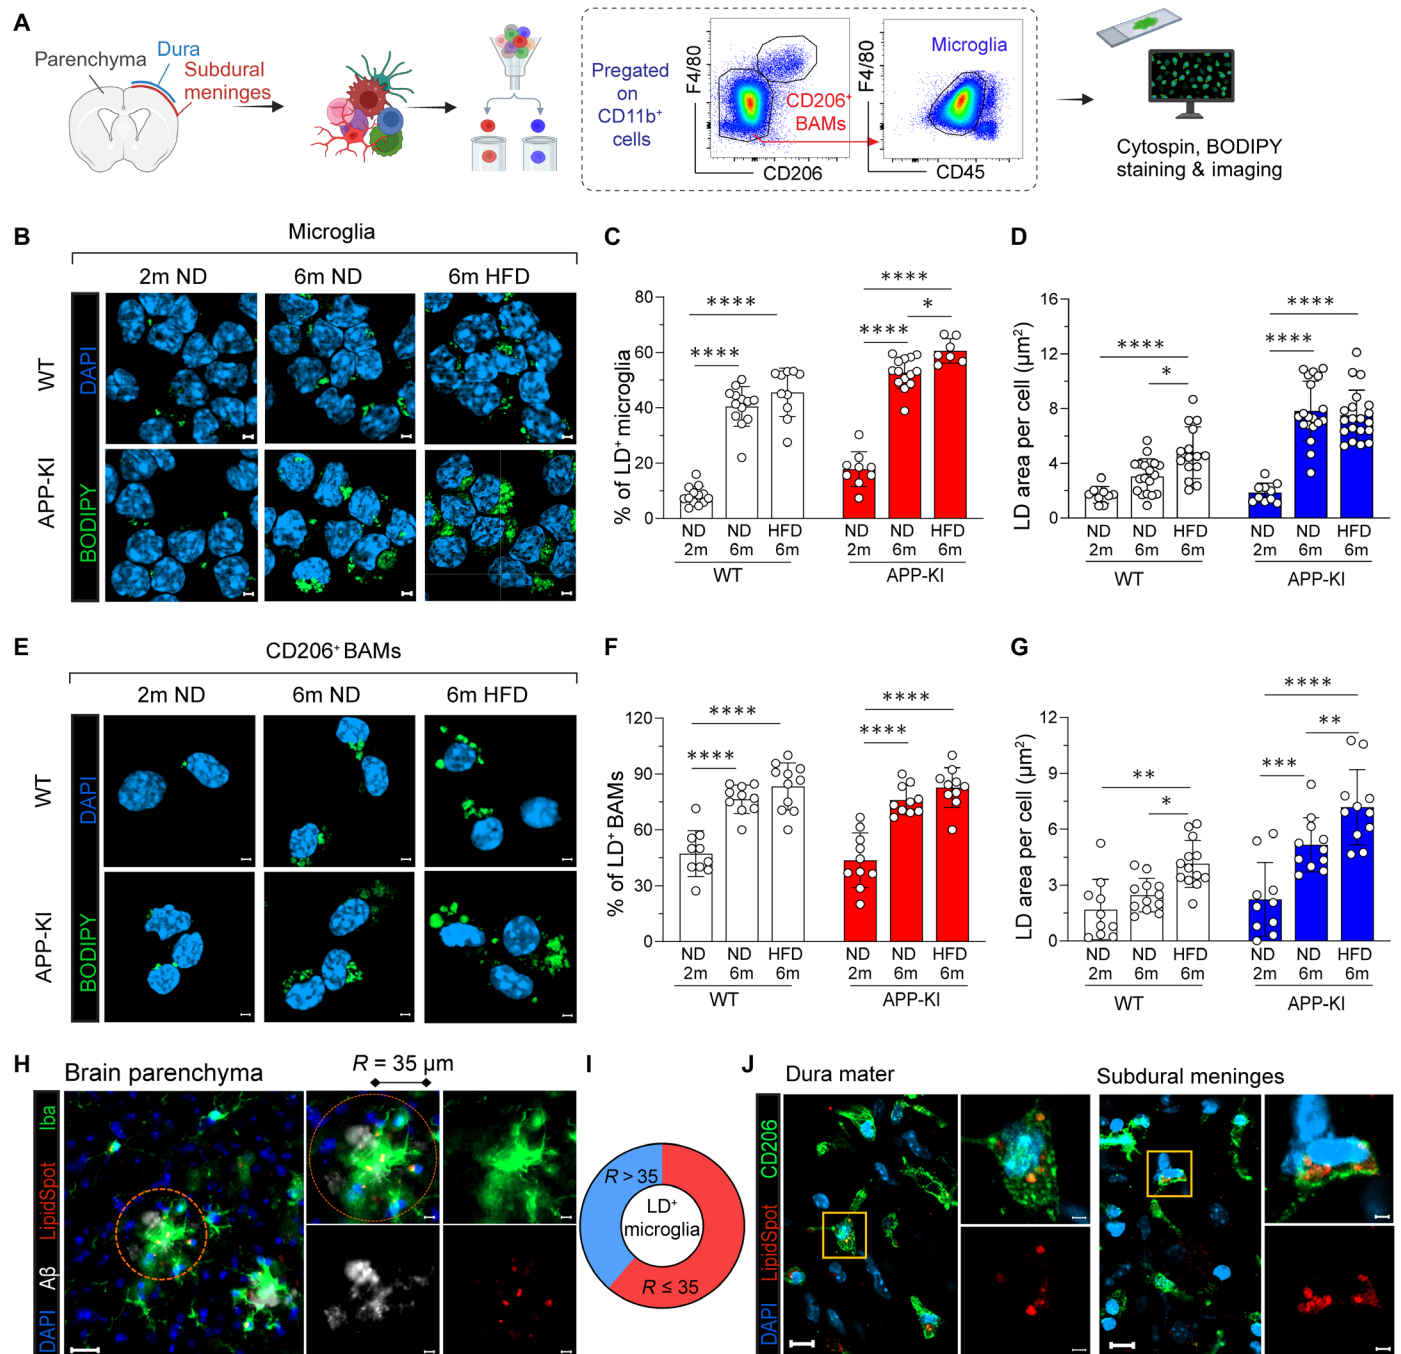 A
Parenchyma
Dura
Subdural
meninges
Pregated
on
CD11b⁺
cells
F4/80
CD206
CD206⁺
BAMs
F4/80
Microglia
CD45
Cytospin, BODIPY
staining & imaging
B
Microglia
2m ND
6m ND
6m HFD
WT
APP-KI
BODIPY
DAPI
C
% of LD⁺ microglia
80
60
40
20
0
****
****
****
****
*
ND
2m
ND
6m
HFD
6m
WT
ND
2m
ND
6m
HFD
6m
APP-KI
D
LD area per cell (µm²)
16
12
8
4
0
****
*
****
****
ND
2m
ND
6m
HFD
6m
WT
ND
2m
ND
6m
HFD
6m
APP-KI
E
CD206⁺ BAMs
2m ND
6m ND
6m HFD
WT
APP-KI
BODIPY
DAPI
F
% of LD⁺ BAMs
120
90
60
30
0
****
****
****
****
ND
2m
ND
6m
HFD
6m
WT
ND
2m
ND
6m
HFD
6m
APP-KI
G
LD area per cell (µm²)
12
9
6
3
0
**
*
****
**
***
ND
2m
ND
6m
HFD
6m
WT
ND
2m
ND
6m
HFD
6m
APP-KI
H
Brain parenchyma
R = 35 µm
DAPI Aβ LipidSpot Iba
I
R > 35
LD⁺
microglia
R ≤ 35
J
Dura mater
Subdural meninges
DAPI LipidSpot CD206